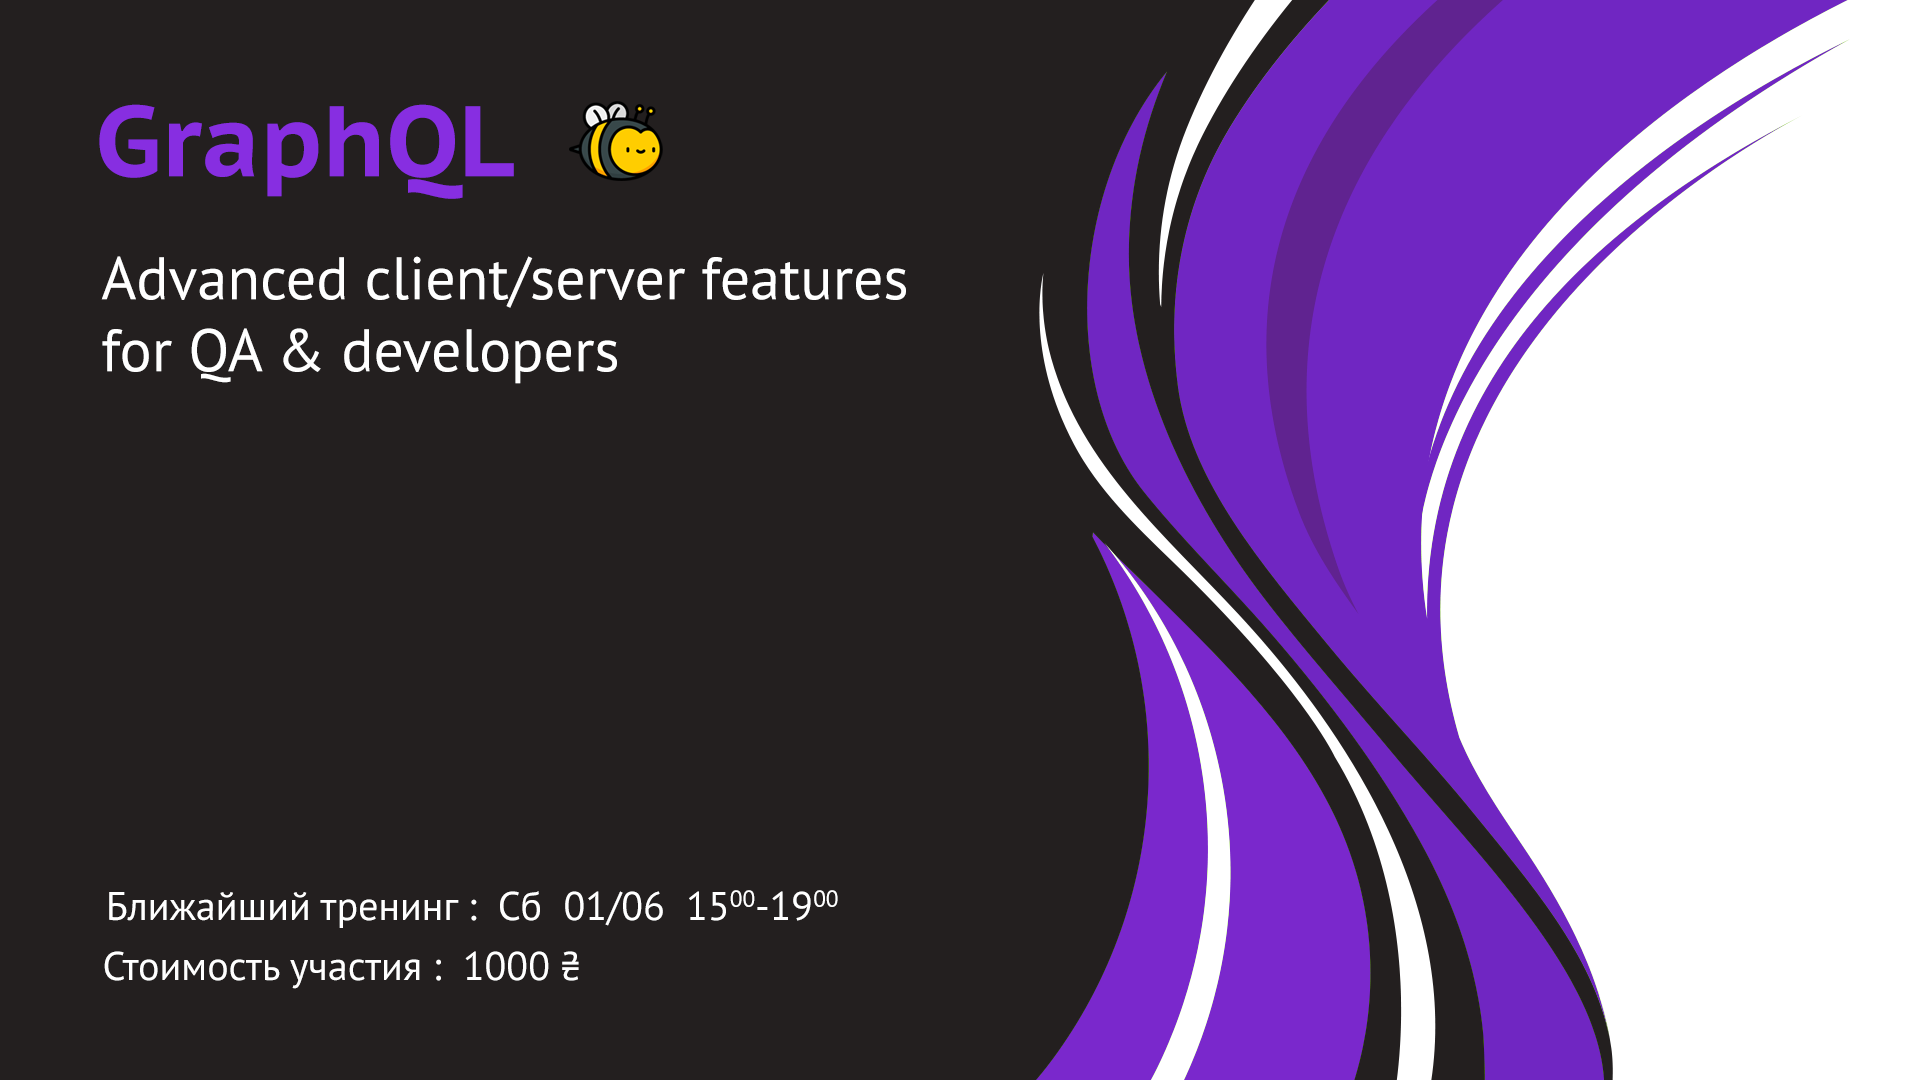 GraphQL
Advanced client/server features
for QA & developers
Ближайший тренинг : Сб 01/06 15⁰⁰-19⁰⁰
Стоимость участия : 1000 ₴